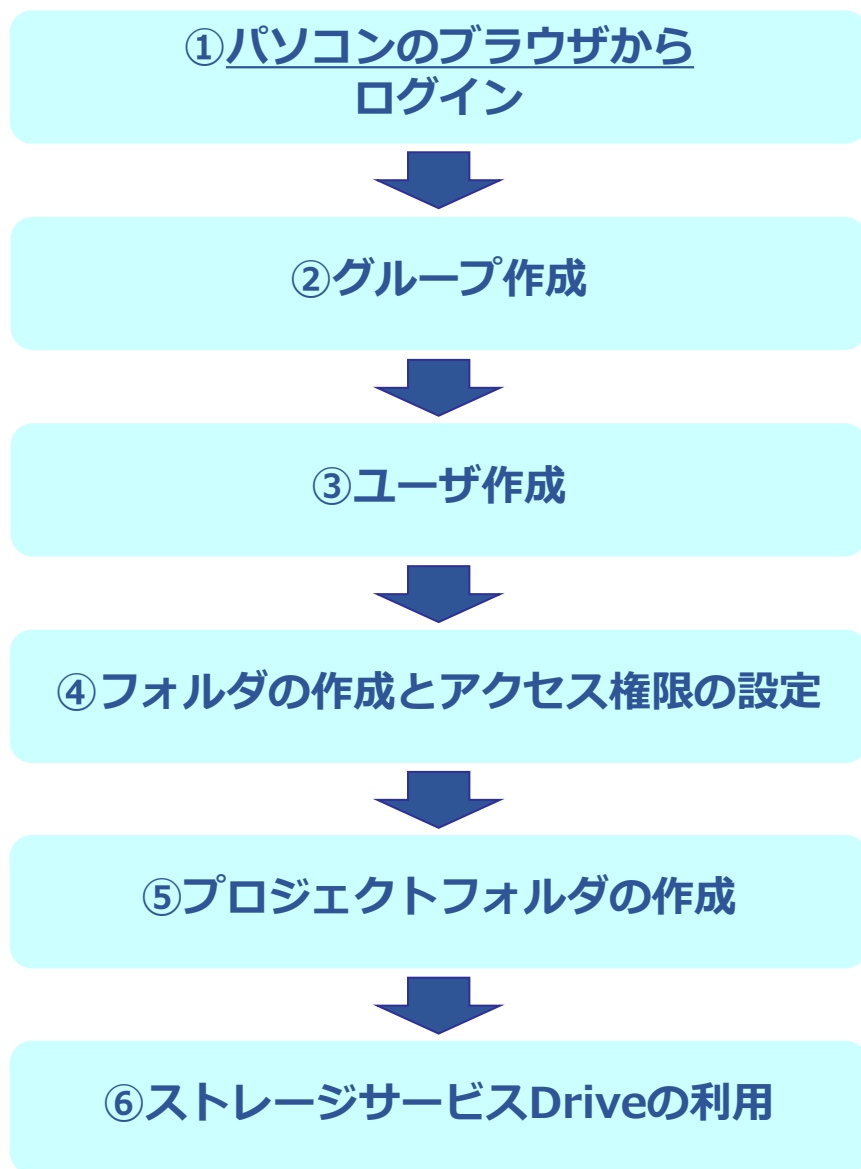 ①パソコンのブラウザから
ログイン
②グループ作成
③ユーザ作成
④フォルダの作成とアクセス権限の設定
⑤プロジェクトフォルダの作成
⑥ストレージサービスDriveの利用